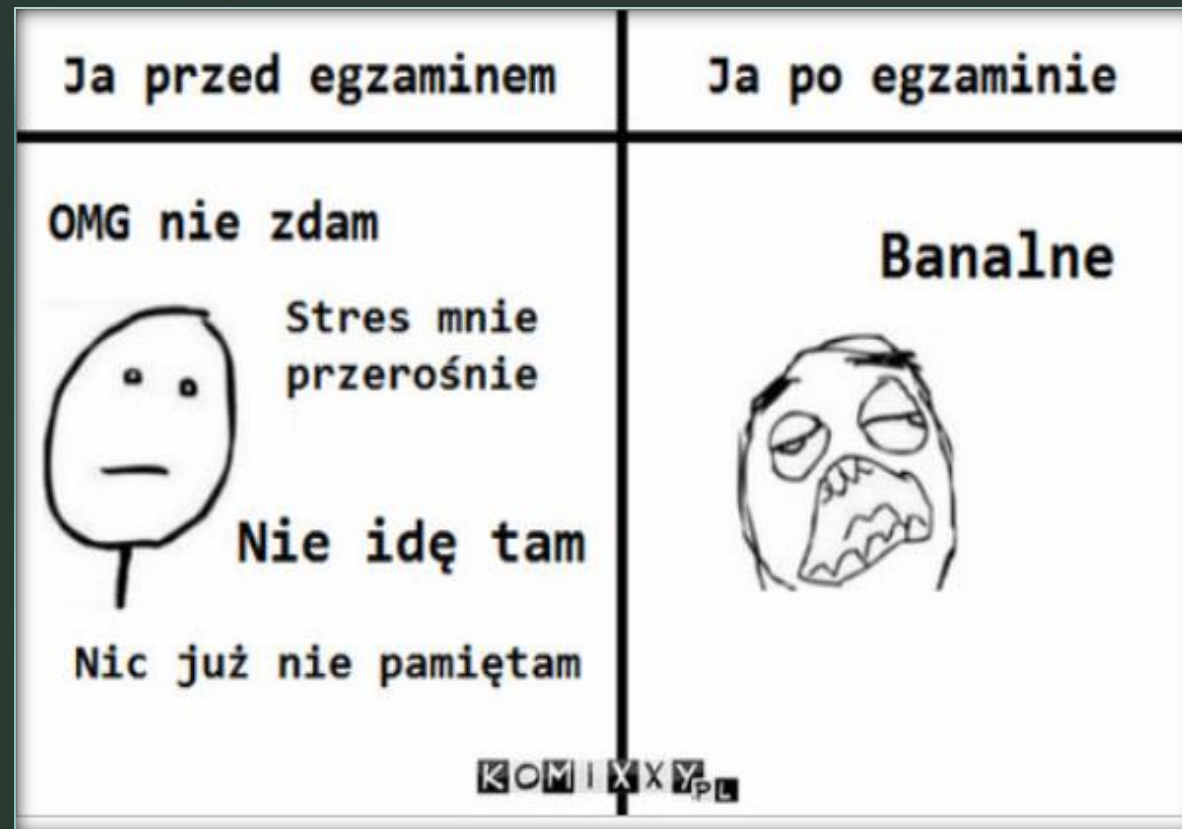 Ja przed egzaminem
Ja po egzaminie
OMG nie zdam
Stres mnie
przerośnie
Nie idę tam
Nic już nie pamiętam
Banalne
KOMIXXY.PL